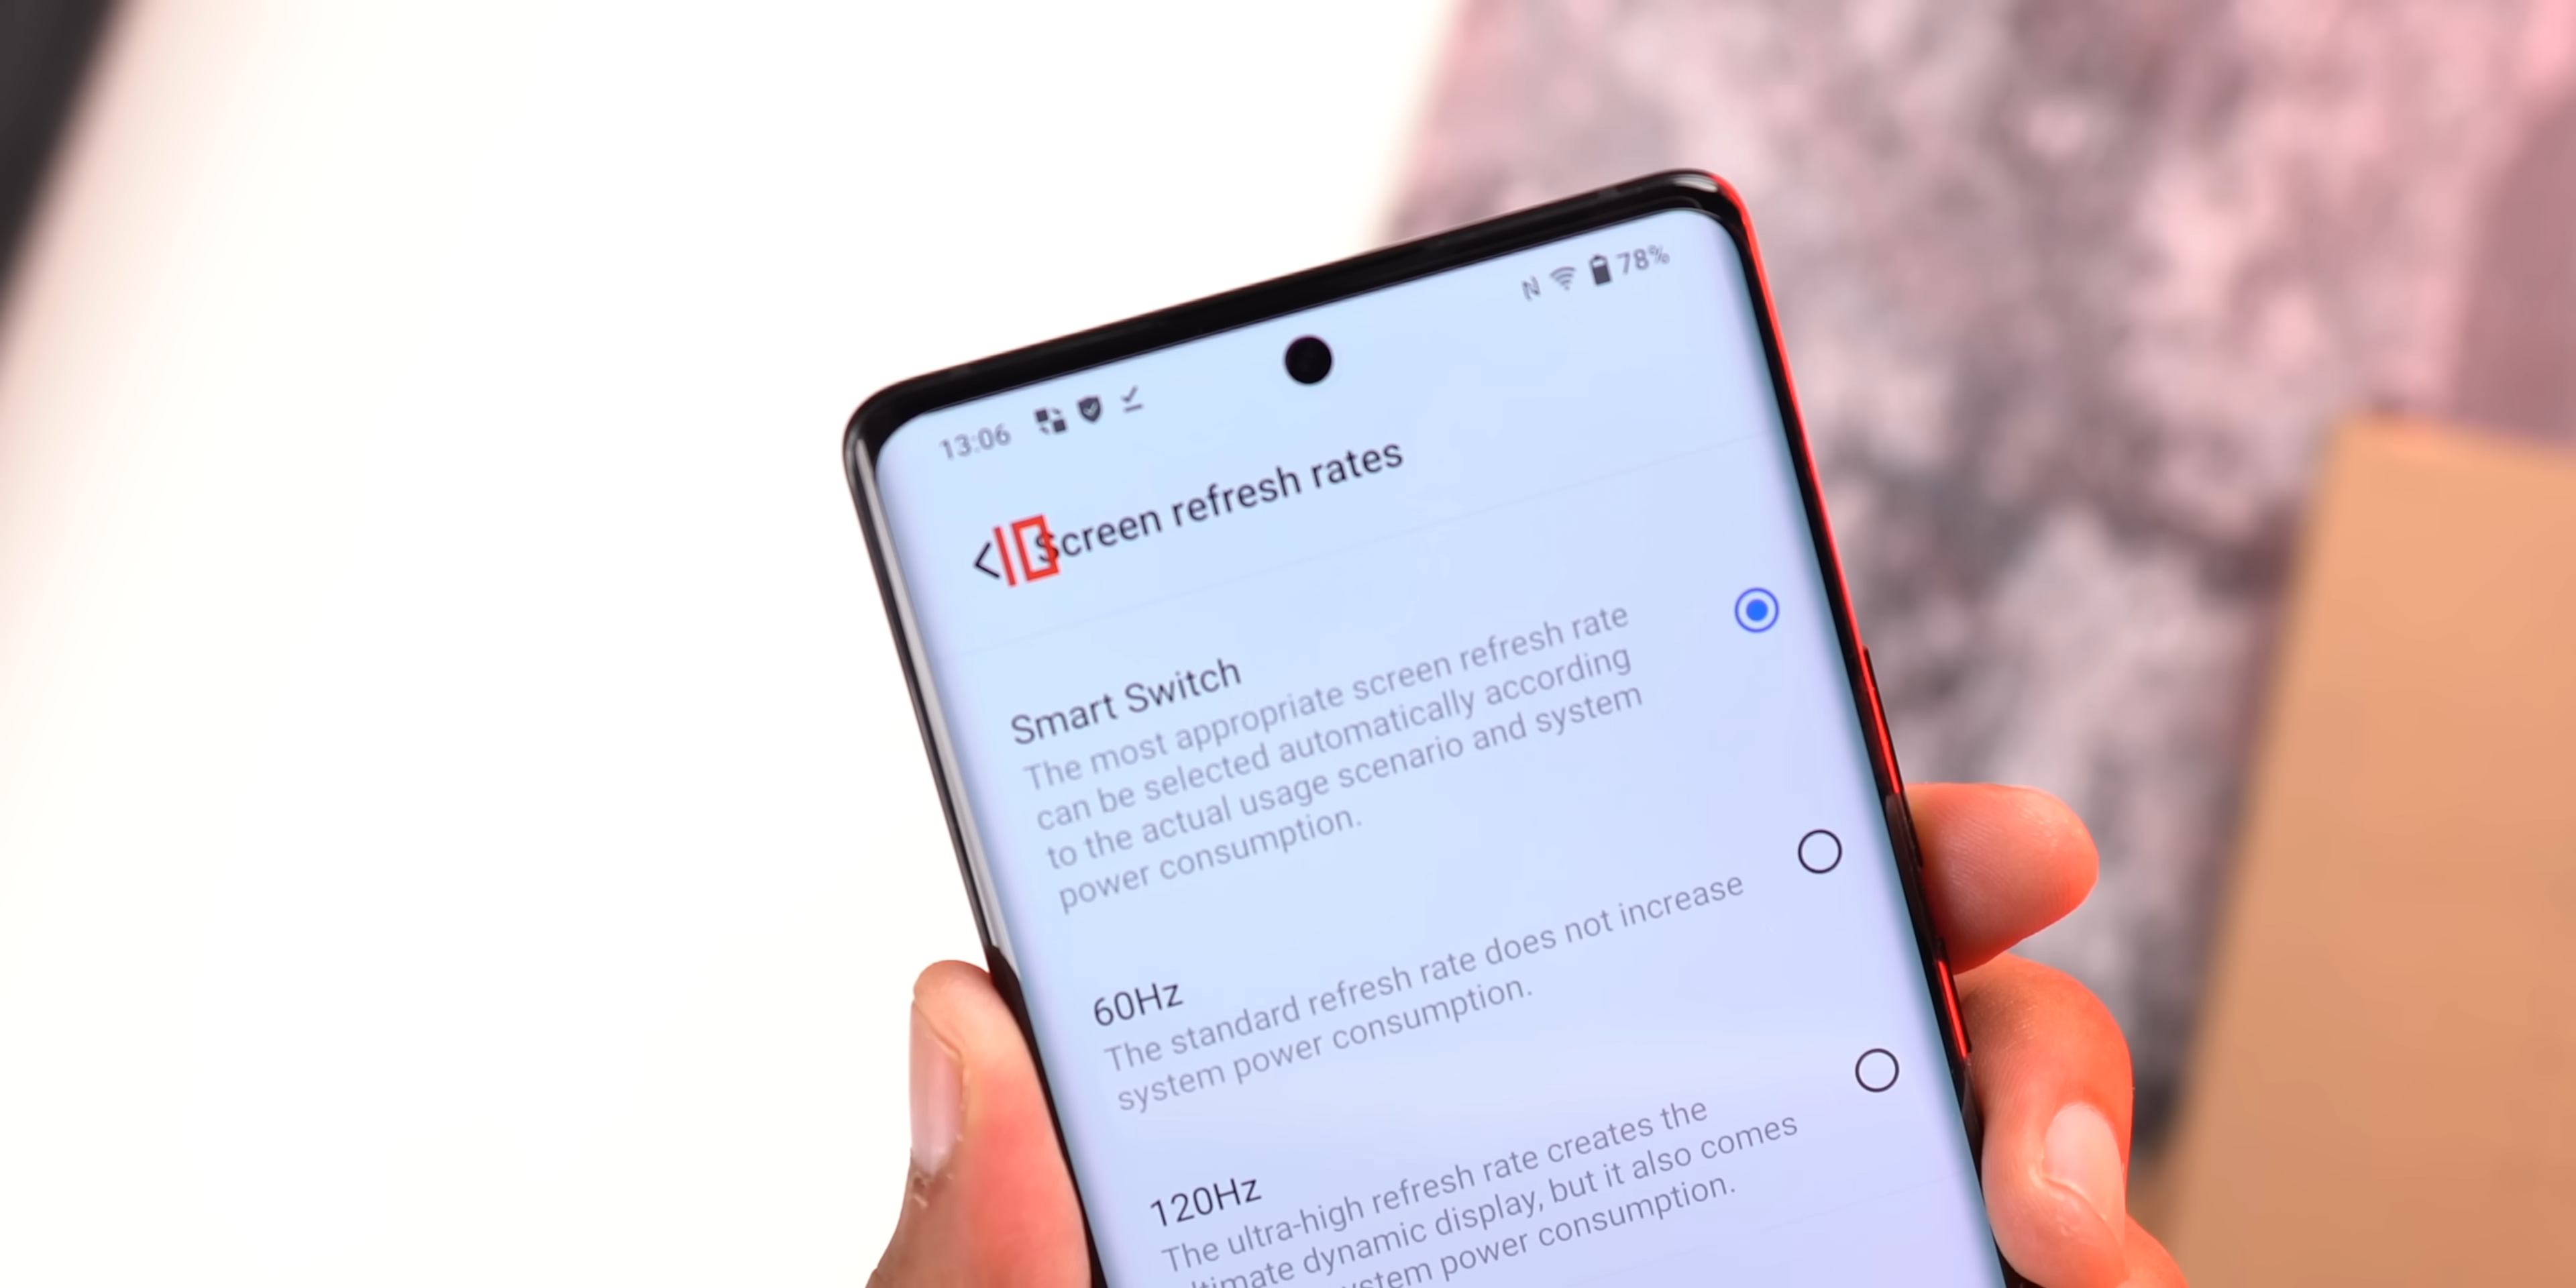 13:06
N
78%
Screen refresh rates
Smart Switch
The most appropriate screen refresh rate
can be selected automatically according
to the actual usage scenario and system
power consumption.
60Hz
The standard refresh rate does not increase
system power consumption.
120Hz
The ultra-high refresh rate creates the
dynamic display, but it also comes
power consumption.